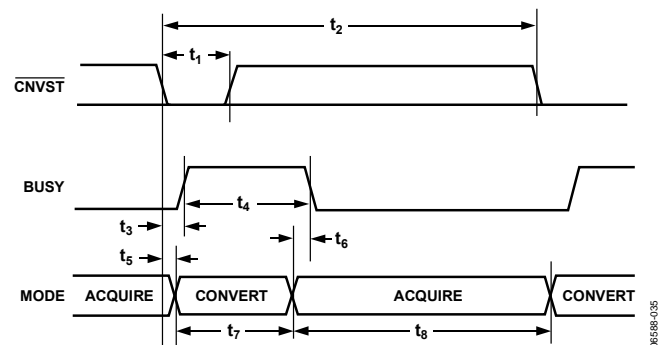 t2
t1
CNVST
BUSY
t4
t3
t6
t5
MODE ACQUIRE CONVERT ACQUIRE CONVERT
t7 t8
06588-035